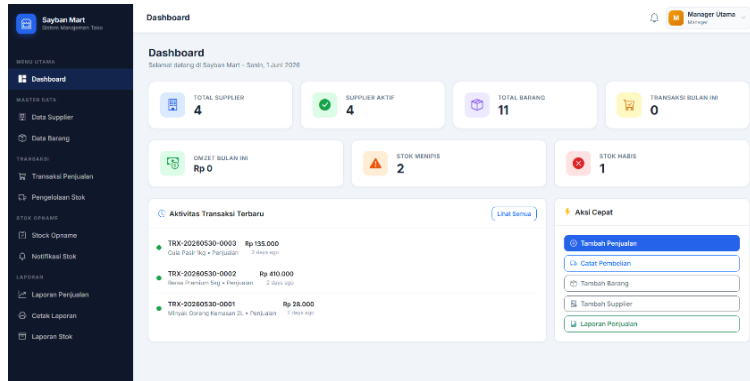 Sayban Mart
Sistem Manajemen Toko
MENU UTAMA
Dashboard
MASTER DATA
Data Supplier
Data Barang
TRANSAKSI
Transaksi Penjualan
Pengelolaan Stok
STOK OPNAME
Stock Opname
Notifikasi Stok
LAPORAN
Laporan Penjualan
Cetak Laporan
Laporan Stok
Dashboard
M
Manager Utama
Manager
Dashboard
Selamat datang di Sayban Mart - Senin, 1 Juni 2026
TOTAL SUPPLIER
4
SUPPLIER AKTIF
4
TOTAL BARANG
11
TRANSAKSI BULAN INI
0
OMZET BULAN INI
Rp 0
STOK MENIPIS
2
STOK HABIS
1
Aktivitas Transaksi Terbaru
Lihat Semua
TRX-20260530-0003 Rp 135.000
Gula Pasir 1kg • Penjualan 2 days ago
TRX-20260530-0002 Rp 410.000
Beras Premium 5kg • Penjualan 2 days ago
TRX-20260530-0001 Rp 28.000
Minyak Goreng Kemasan 2L • Penjualan 2 days ago
Aksi Cepat
Tambah Penjualan
Catat Pembelian
Tambah Barang
Tambah Supplier
Laporan Penjualan